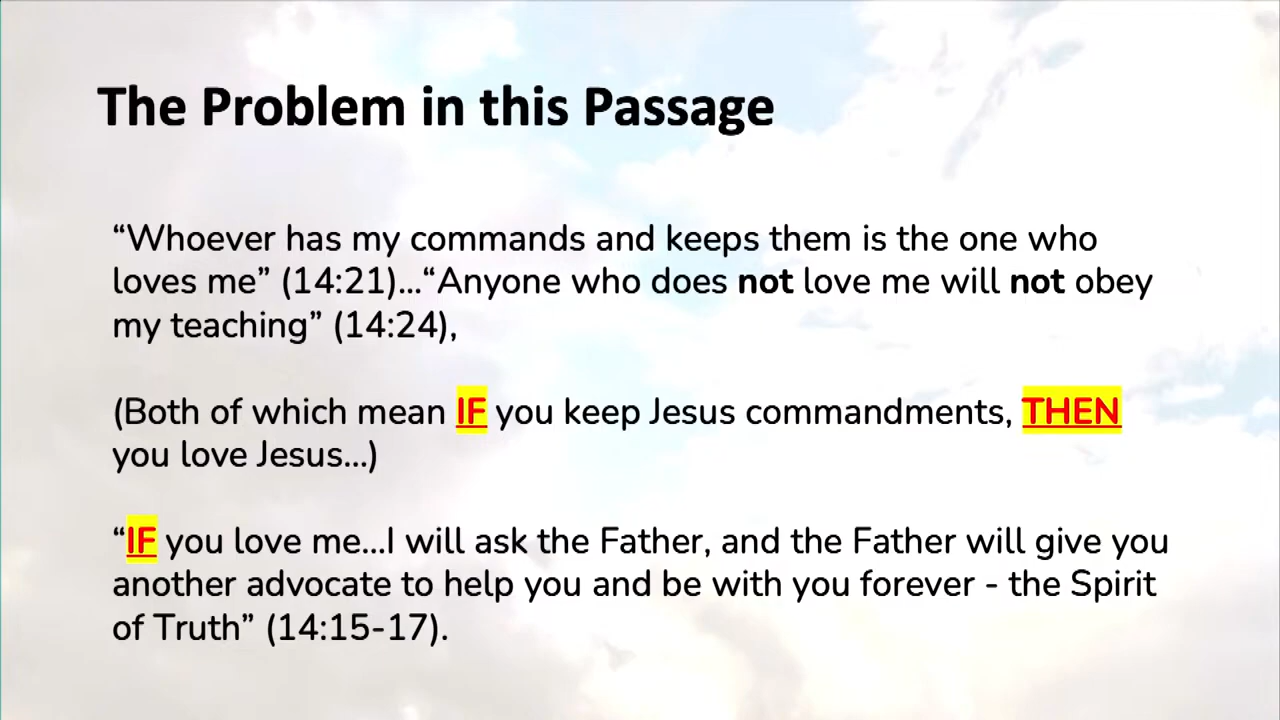 The Problem in this Passage
“Whoever has my commands and keeps them is the one who
loves me” (14:21)...“Anyone who does not love me will not obey
my teaching” (14:24),
(Both of which mean IF you keep Jesus commandments, THEN
you love Jesus...)
“IF you love me...I will ask the Father, and the Father will give you
another advocate to help you and be with you forever - the Spirit
of Truth” (14:15-17).